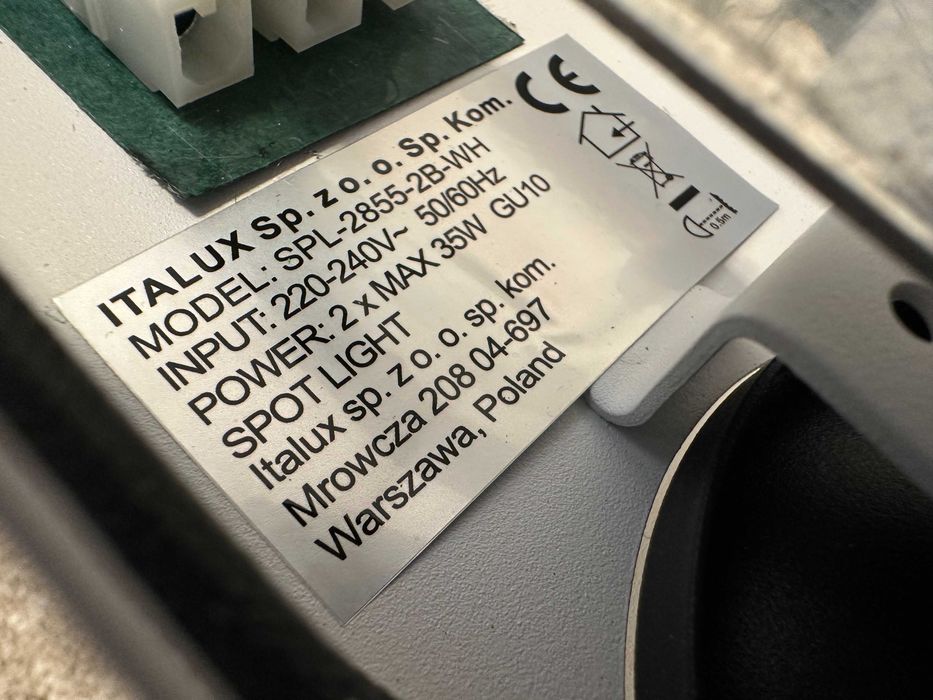 ITALUX Sp. z o. o. Sp. Kom.
MODEL: SPL-2855-2B-WH
INPUT: 220-240V~ 50/60Hz
POWER: 2 x MAX 35W GU10
SPOT LIGHT
Italux sp. z o. o. sp. kom.
Mrowcza 208 04-697
Warszawa, Poland
CE
0.5m